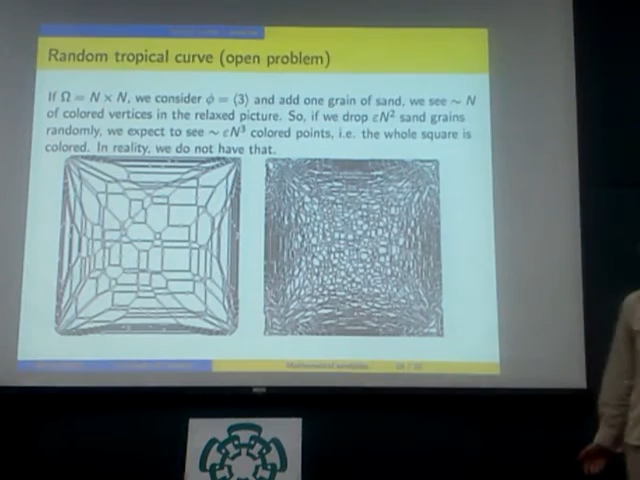 Random tropical curve (open problem)
If Ω = N × N, we consider ϕ = ⟨3⟩ and add one grain of sand, we see ∼ N
of colored vertices in the relaxed picture. So, if we drop εN² sand grains
randomly, we expect to see ∼ εN³ colored points, i.e. the whole square is
colored. In reality, we do not have that.